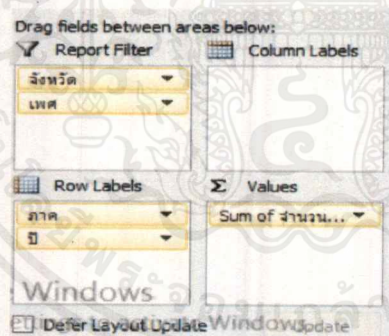 Drag fields between areas below:
Report Filter
Column Labels
จังหวัด
เพศ
Row Labels
Σ Values
ภาค
ปี
Sum of จำนวน...
Windows
Defer Layout Update
Windows
Update